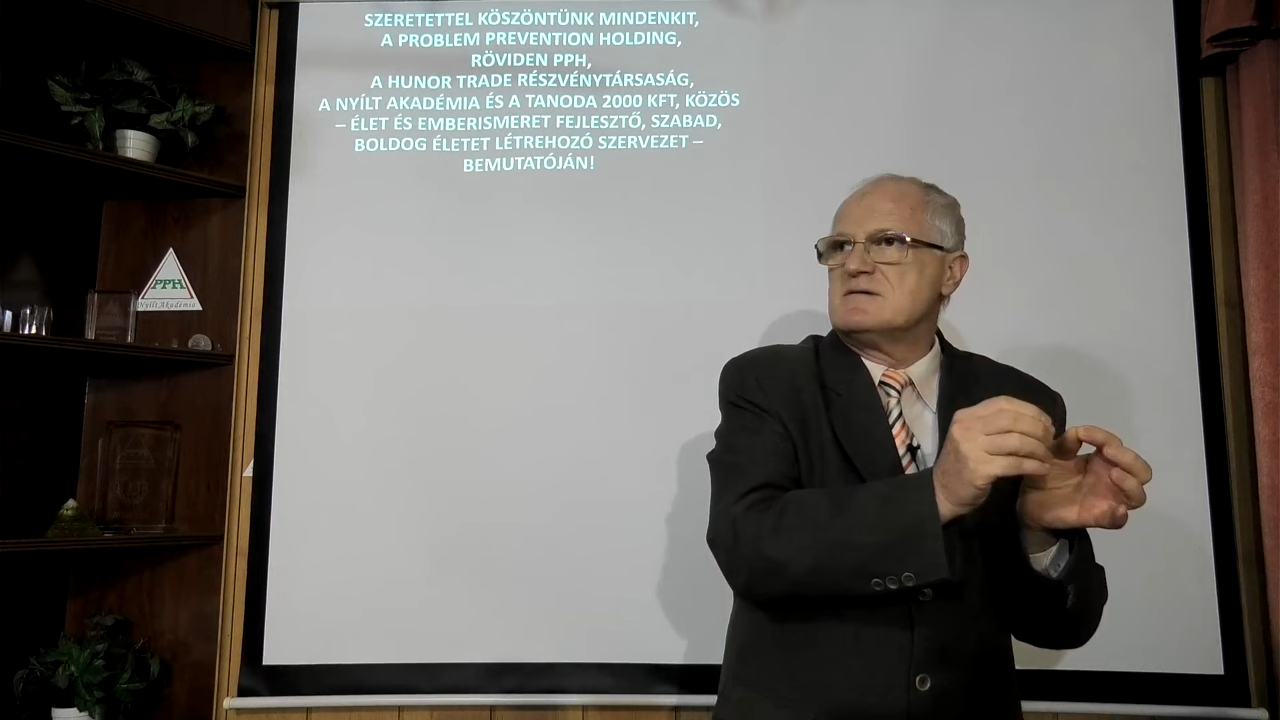 SZERETETTEL KÖSZÖNTÜNK MINDENKIT,
A PROBLEM PREVENTION HOLDING,
RÖVIDEN PPH,
A HUNOR TRADE RÉSZVÉNYTÁRSASÁG,
A NYÍLT AKADÉMIA ÉS A TANODA 2000 KFT, KÖZÖS
– ÉLET ÉS EMBERISMERET FEJLESZTŐ, SZABAD,
BOLDOG ÉLETET LÉTREHOZÓ SZERVEZET –
BEMUTATÓJÁN!
PPH
Nyílt Akadémia